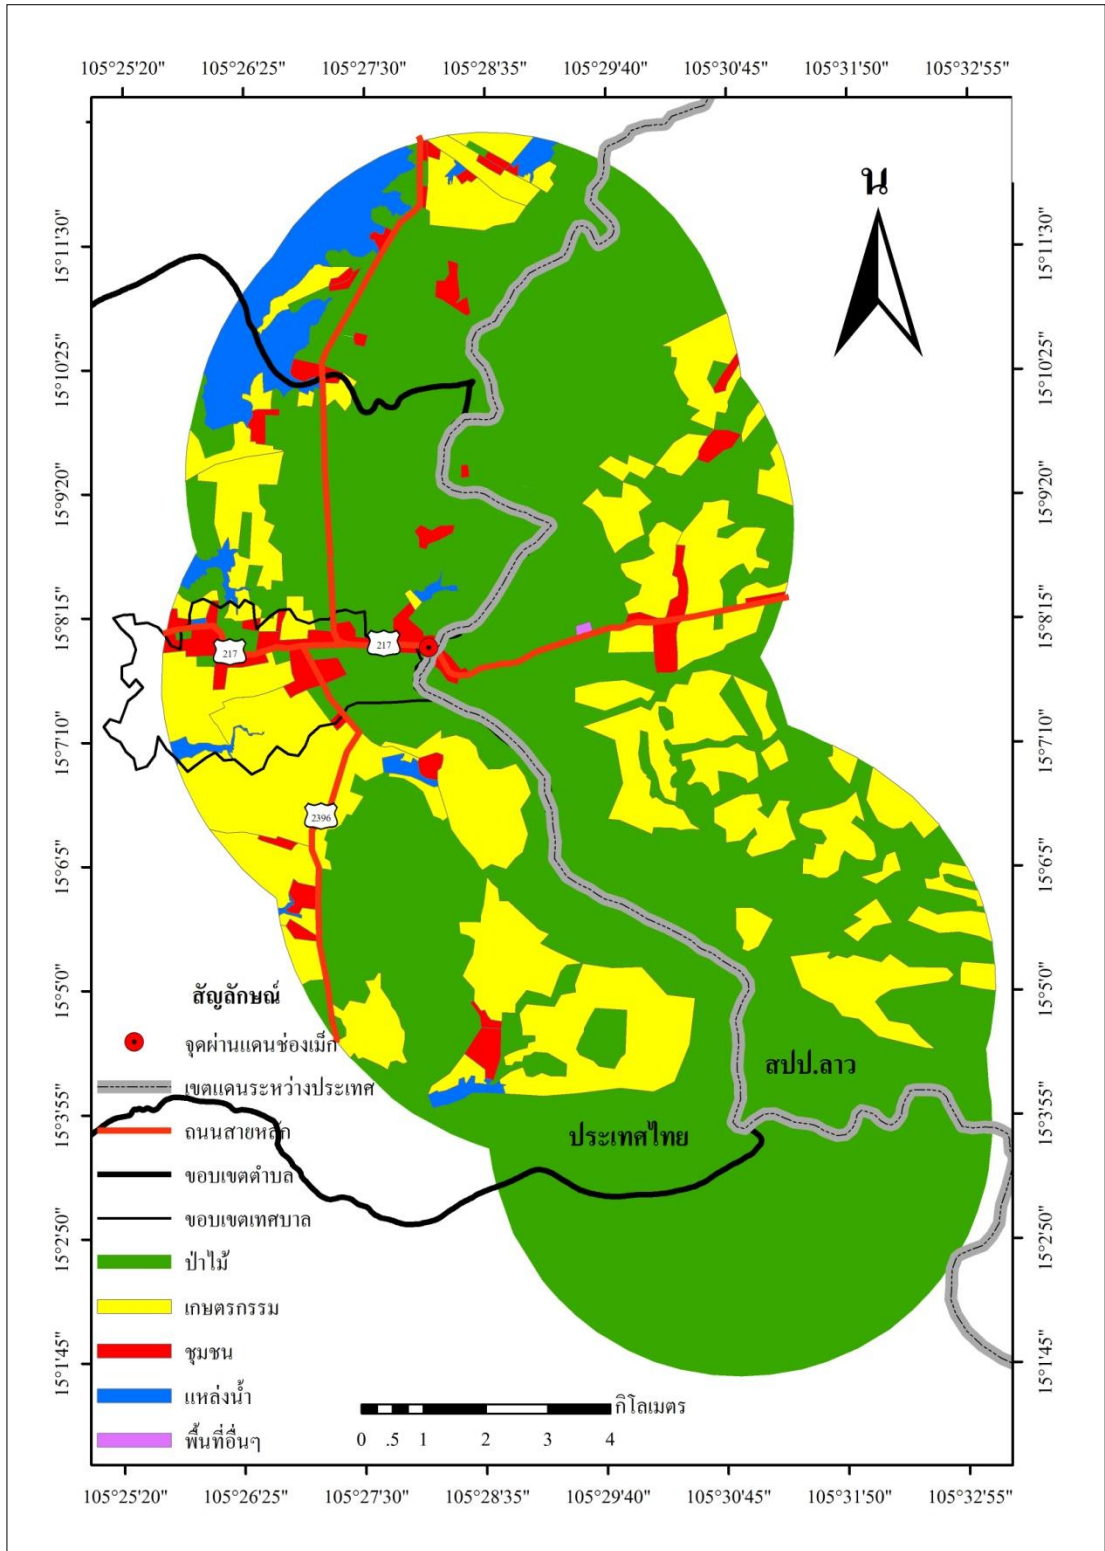 105°25'20" 105°26'25" 105°27'30" 105°28'35" 105°29'40" 105°30'45" 105°31'50" 105°32'55"
น
15°11'30" 15°11'30"
15°10'25" 15°10'25"
15°9'20" 15°9'20"
15°8'15" 15°8'15"
217 217
15°7'10" 15°7'10"
2396
15°6'5" 15°6'5"
15°5'0" 15°5'0"
สัญลักษณ์
จุดผ่านแดนช่องเม็ก
สปป.ลาว
เขตแดนระหว่างประเทศ
15°3'55" 15°3'55"
ถนนสายหลัก
ประเทศไทย
ขอบเขตตำบล
ขอบเขตเทศบาล
15°2'50" 15°2'50"
ป่าไม้
เกษตรกรรม
ชุมชน
15°1'45" 15°1'45"
แหล่งน้ำ
กิโลเมตร
พื้นที่อื่นๆ
0 .5 1 2 3 4
105°25'20" 105°26'25" 105°27'30" 105°28'35" 105°29'40" 105°30'45" 105°31'50" 105°32'55"